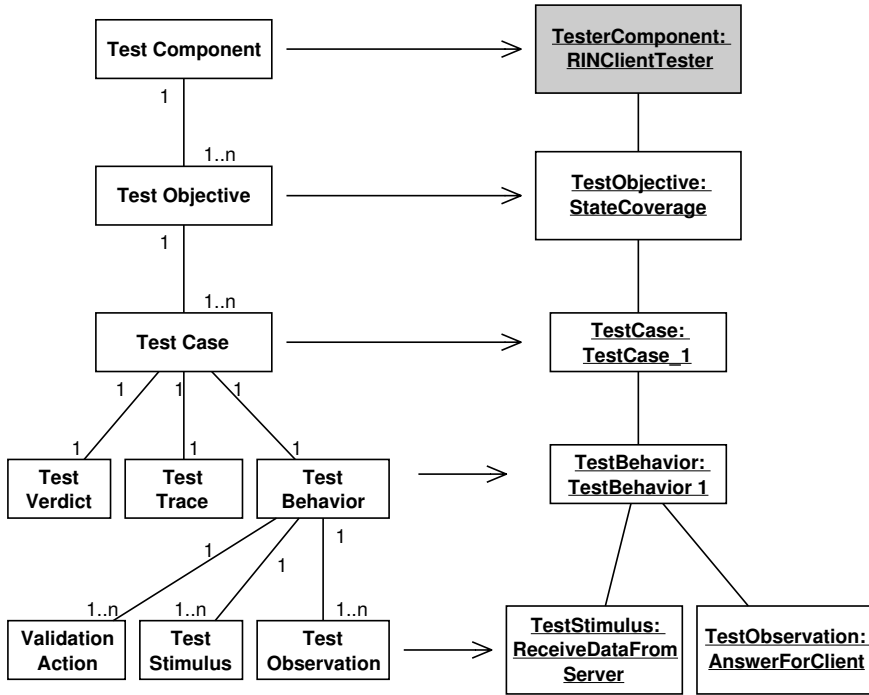 Test Component
TesterComponent:
RINClientTester
1
1..n
Test Objective
TestObjective:
StateCoverage
1
1..n
Test Case
TestCase:
TestCase_1
1
1
1
1
1
1
Test
Verdict
Test
Trace
Test
Behavior
TestBehavior:
TestBehavior 1
1
1
1
1..n
1..n
1..n
Validation
Action
Test
Stimulus
Test
Observation
TestStimulus:
ReceiveDataFrom
Server
TestObservation:
AnswerForClient